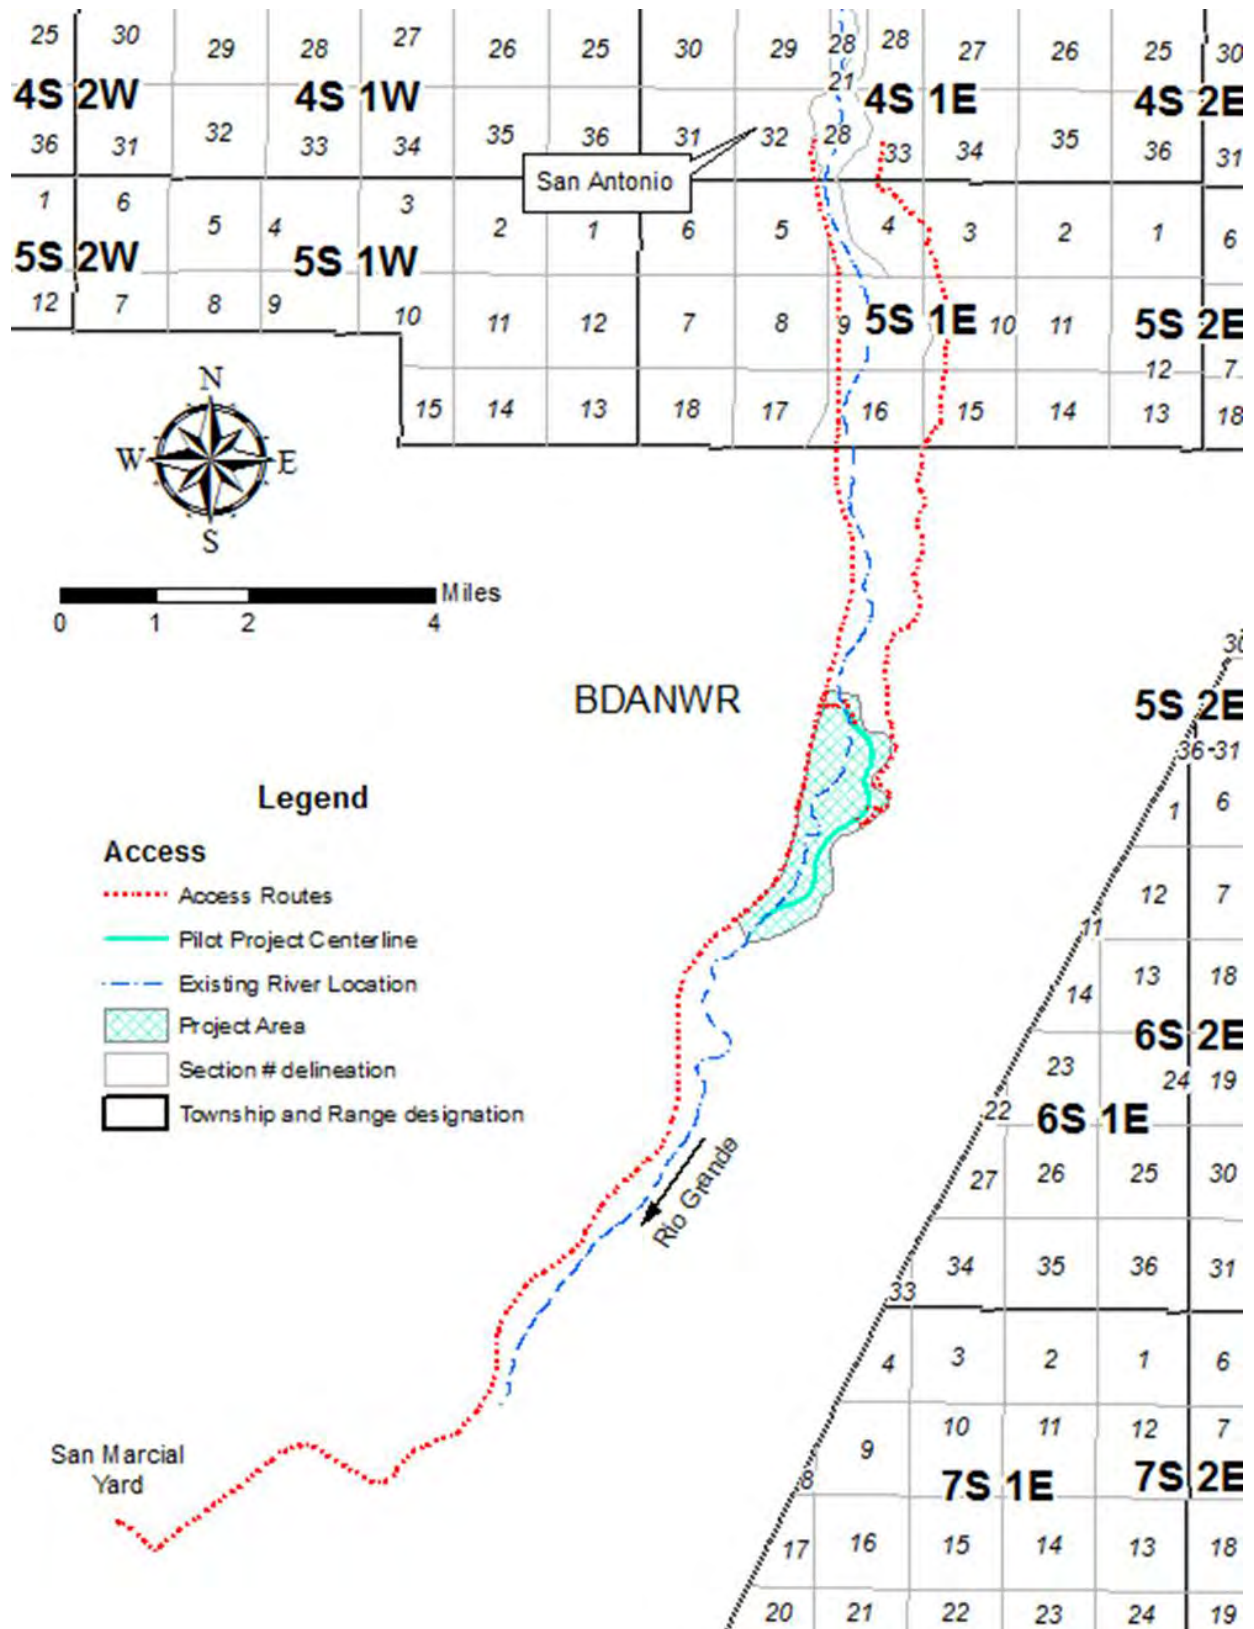 25 30 29 28 27 26 25 30 29 28 28 27 26 25 30
21
4S 2W 4S 1W 4S 1E 4S 2E
36 31 32 33 34 35 36 31 32 28 33 34 35 36 31
San Antonio
1 6 5 4 3 2 1 6 5 4 3 2 1 6
5S 2W 5S 1W
12 7 8 9 10 11 12 7 8 9 5S 1E 10 11 5S 2E
12 7
15 14 13 18 17 16 15 14 13 18
N
W E
S
Miles
0 1 2 4
30
BDANWR
5S 2E
36-31
1 6
Legend
Access
Access Routes
Pilot Project Centerline
Existing River Location
Project Area
Section # delineation
Township and Range designation
12 7
11
14 13 18
6S 2E
23 24 19
22 6S 1E
27 26 25 30
Rio Grande
34 35 36 31
33
4 3 2 1 6
10 11 12 7
9
8 7S 1E 7S 2E
San Marcial
Yard
17 16 15 14 13 18
20 21 22 23 24 19